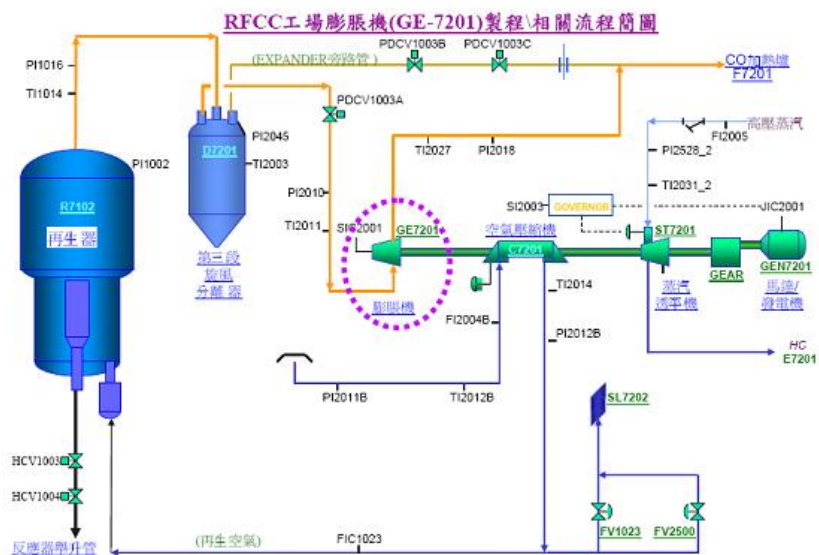 RFCC工場膨脹機(GE-7201)製程\相關流程簡圖
PDCV1003B
PDCV1003C
(EXPANDER旁路管)
CO加熱爐
F7201
PI1016
TI1014
PDCV1003A
PI2045
D7201
TI2003
PI1002
TI2027
PI2018
FI2005
高壓蒸汽
PI2528_2
TI2031_2
R7102
再生器
PI2010
TI2011
SIC2001
GE7201
空氣壓縮機
C7201
SI2003
GOVERNOR
JIC2001
ST7201
GEAR
GEN7201
第三段
旋風
分離器
膨脹機
蒸汽
透平機
馬達/
發電機
TI2014
FI2004B
PI2012B
HC
E7201
PI2011B
TI2012B
SL7202
HCV1003
HCV1004
FV1023
FV2500
反應器舉升管
(再生空氣)
FIC1023